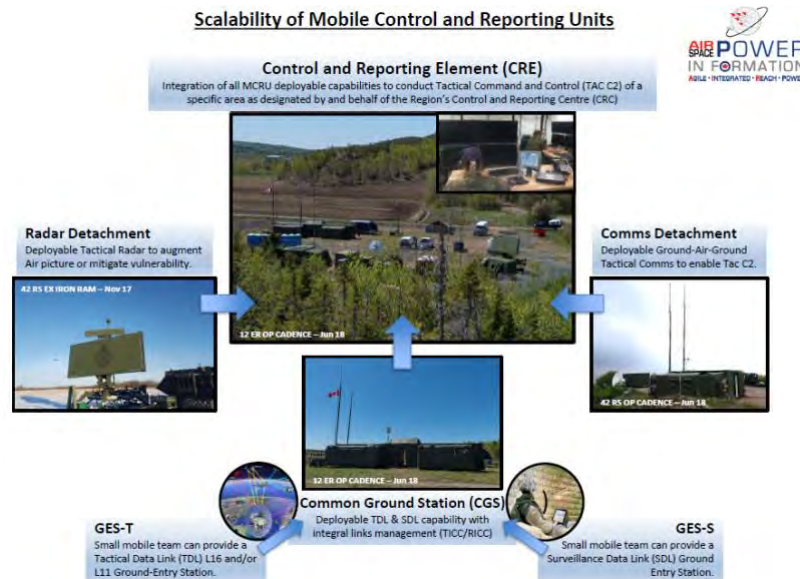 Scalability of Mobile Control and Reporting Units
AIR
SPACE POWER
IN FORMATION
AGILE • INTEGRATED • REACH • POWER
Control and Reporting Element (CRE)
Integration of all MCRU deployable capabilities to conduct Tactical Command and Control (TAC C2) of a
specific area as designated by and behalf of the Region's Control and Reporting Centre (CRC)
Radar Detachment
Deployable Tactical Radar to augment
Air picture or mitigate vulnerability.
42 RS EX IRON RAM – Nov 17
12 ER OP CADENCE – Jun 18
Comms Detachment
Deployable Ground-Air-Ground
Tactical Comms to enable Tac C2.
42 RS OP CADENCE – Jun 18
12 ER OP CADENCE – Jun 18
Common Ground Station (CGS)
Deployable TDL & SDL capability with
integral links management (TICC/RICC)
GES-T
Small mobile team can provide a
Tactical Data Link (TDL) L16 and/or
L11 Ground-Entry Station.
GES-S
Small mobile team can provide a
Surveillance Data Link (SDL) Ground
Entry Station.